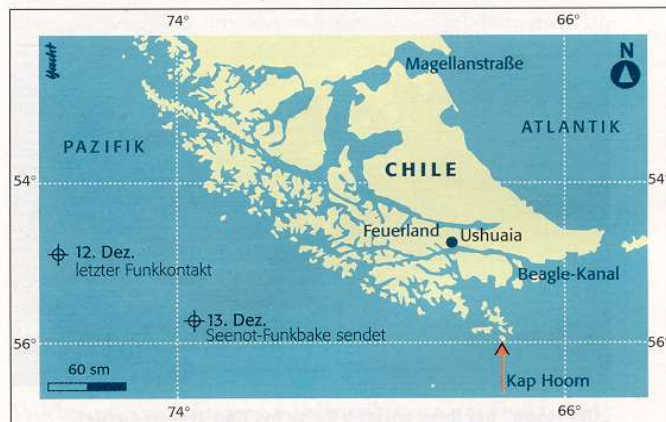 74°
66°
Yacht
Magellanstraße
N
PAZIFIK
ATLANTIK
CHILE
54°
54°
Feuerland
Ushuaia
12. Dez.
letzter Funkkontakt
Beagle-Kanal
13. Dez.
Seenot-Funkbake sendet
56°
56°
60 sm
Kap Hoorn
74°
66°